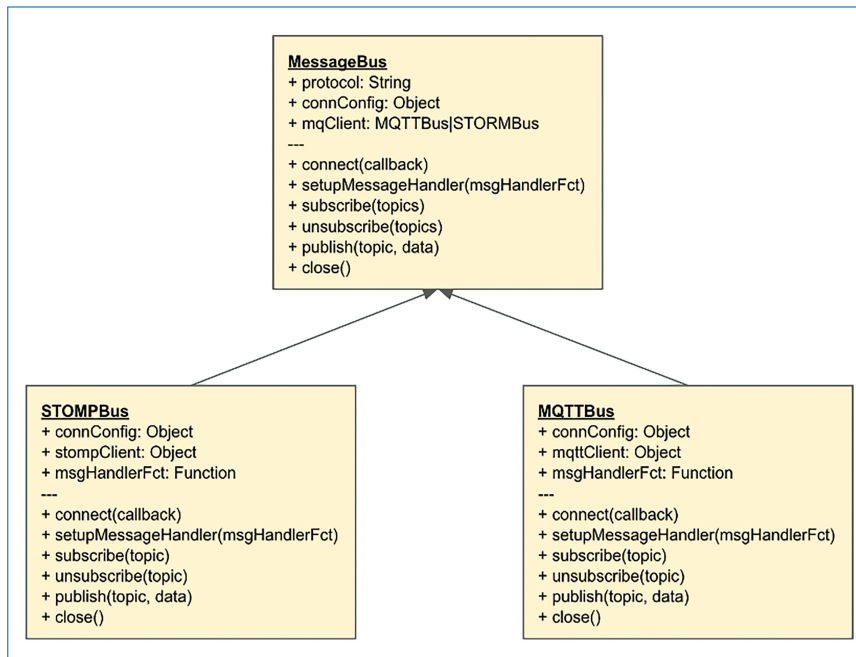 MessageBus
+ protocol: String
+ connConfig: Object
+ mqClient: MQTTBus|STORMBus
---
+ connect(callback)
+ setupMessageHandler(msgHandlerFct)
+ subscribe(topics)
+ unsubscribe(topics)
+ publish(topic, data)
+ close()
STOMPBus
+ connConfig: Object
+ stompClient: Object
+ msgHandlerFct: Function
---
+ connect(callback)
+ setupMessageHandler(msgHandlerFct)
+ subscribe(topic)
+ unsubscribe(topic)
+ publish(topic, data)
+ close()
MQTTBus
+ connConfig: Object
+ mqttClient: Object
+ msgHandlerFct: Function
---
+ connect(callback)
+ setupMessageHandler(msgHandlerFct)
+ subscribe(topic)
+ unsubscribe(topic)
+ publish(topic, data)
+ close()